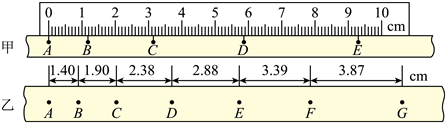 0 1 2 3 4 5 6 7 8 9 10 cm
甲 A B C D E
1.40 1.90 2.38 2.88 3.39 3.87 cm
乙 A B C D E F G